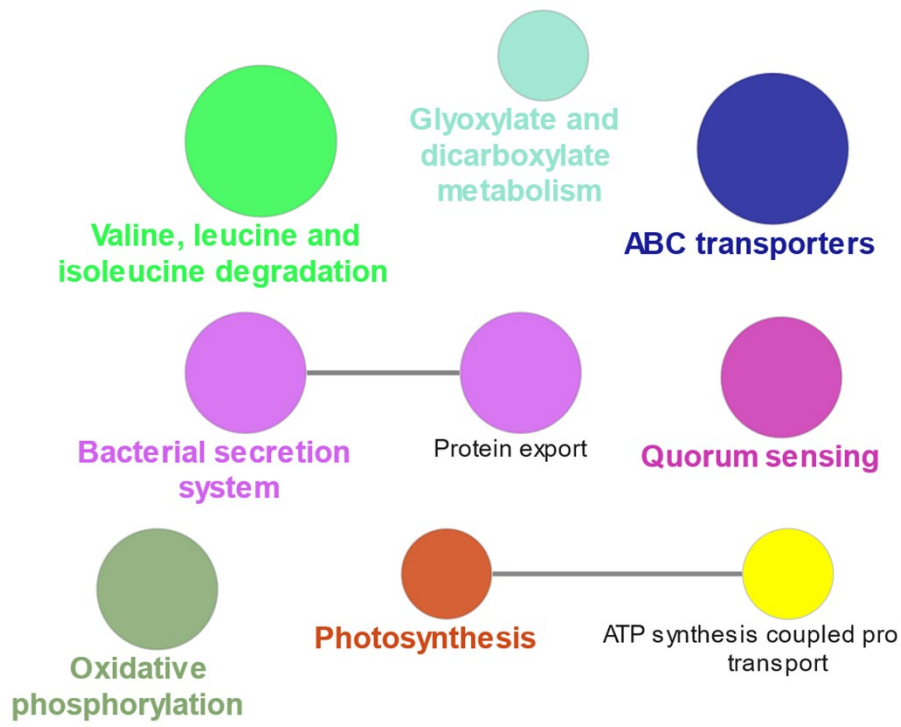 Glyoxylate and
dicarboxylate
metabolism
Valine, leucine and
isoleucine degradation
ABC transporters
Bacterial secretion
system
Protein export
Quorum sensing
Photosynthesis
ATP synthesis coupled pro
transport
Oxidative
phosphorylation